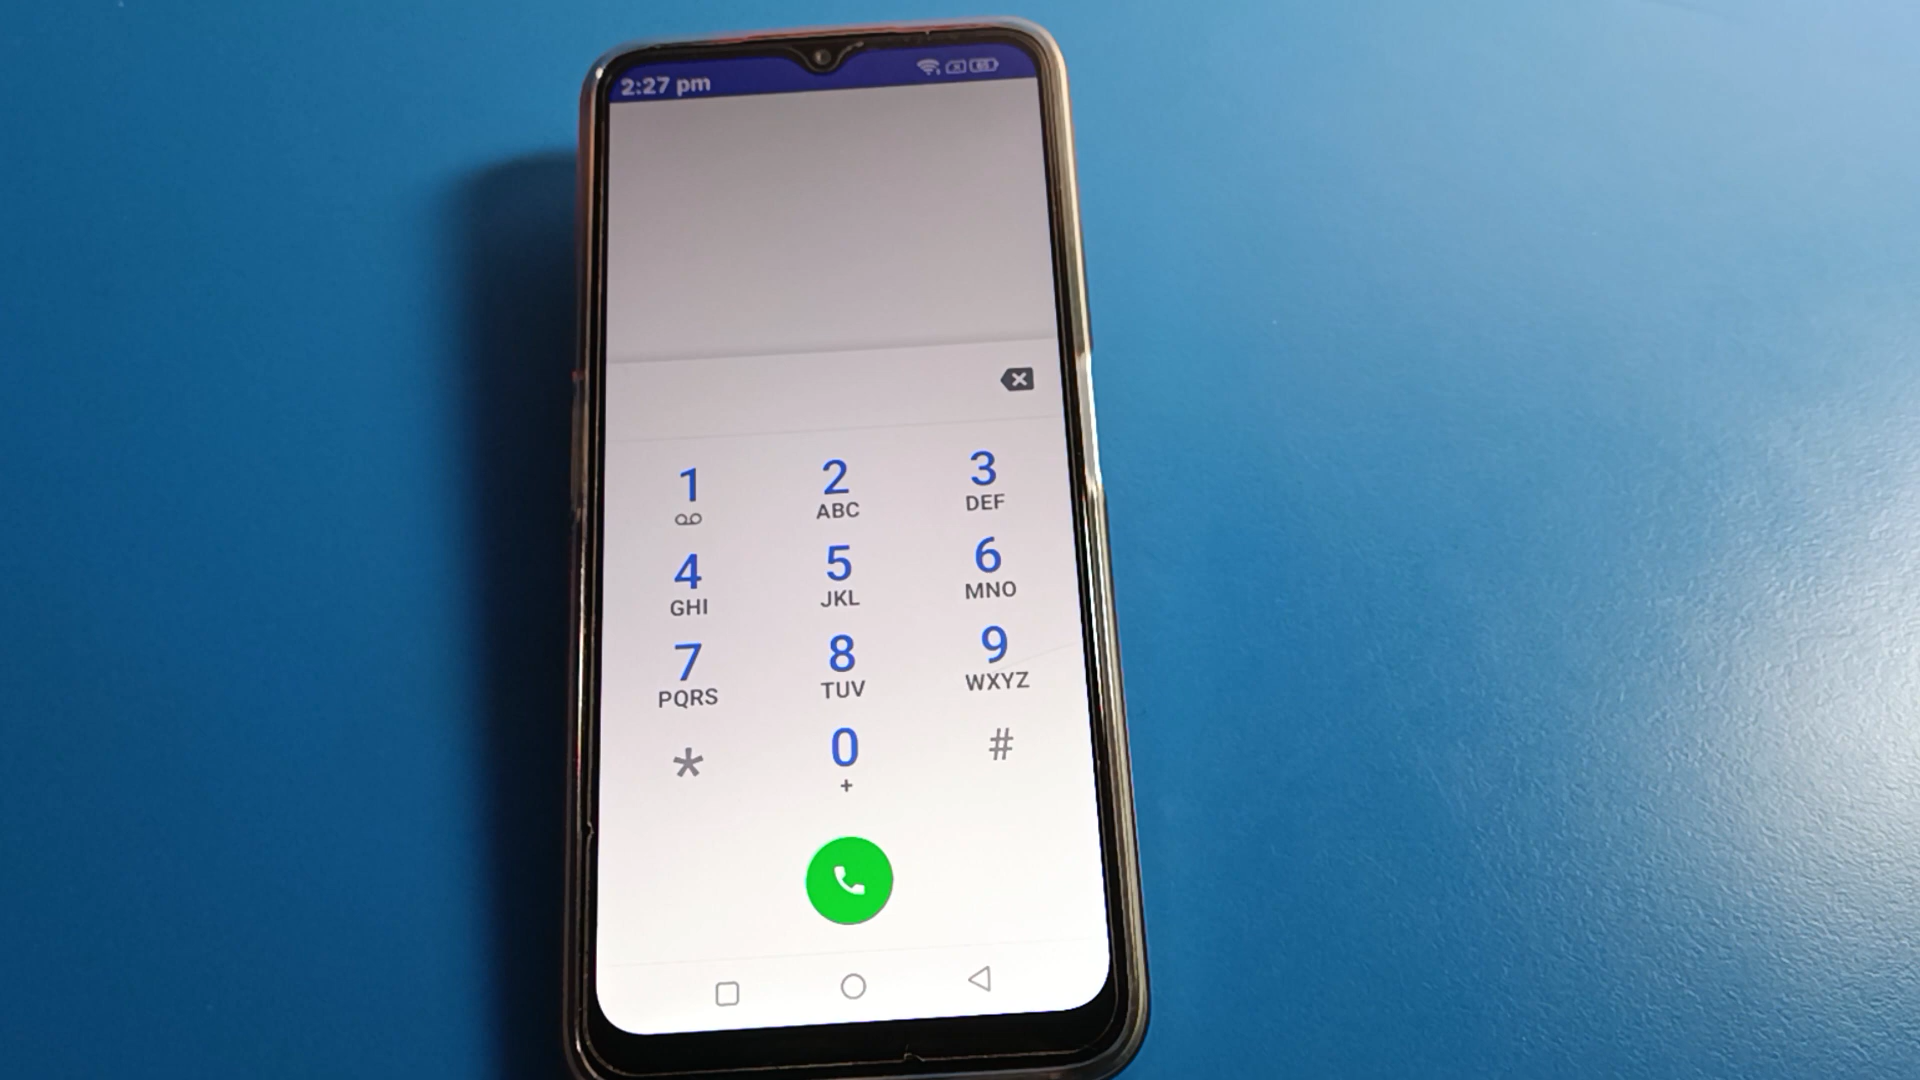 2:27 pm
1 2 3
ABC DEF
4 5 6
GHI JKL MNO
7 8 9
PQRS TUV WXYZ
* 0 #
+